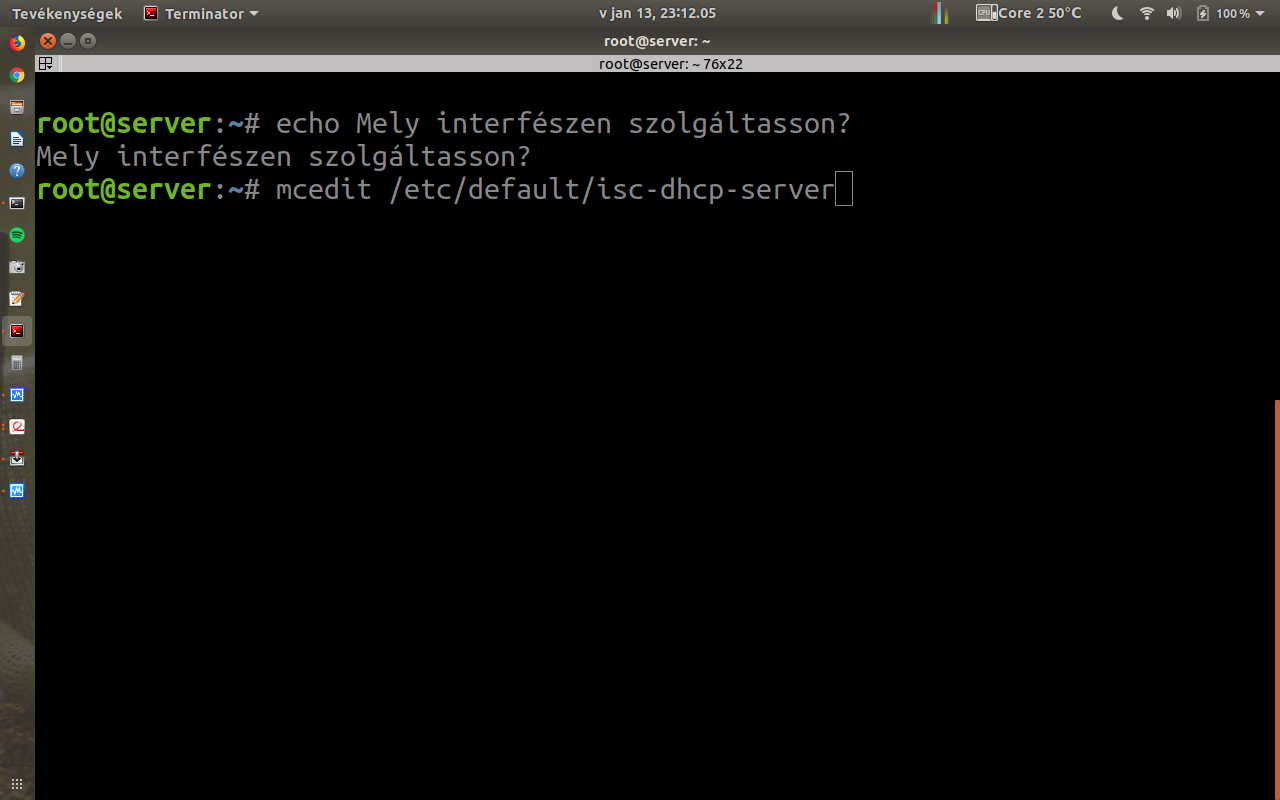 Tevékenységek Terminator v jan 13, 23:12.05 CPU Core 2 50°C 100 %
root@server: ~
root@server: ~ 76x22
root@server:~# echo Mely interfészen szolgáltasson?
Mely interfészen szolgáltasson?
root@server:~# mcedit /etc/default/isc-dhcp-server